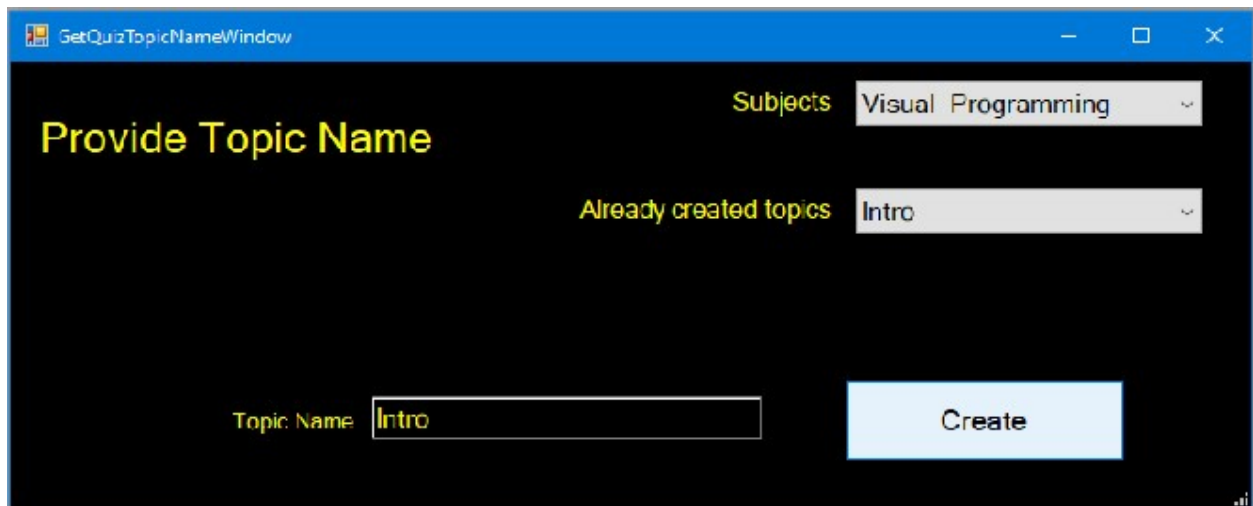 GetQuizTopicNameWindow
Subjects
Visual Programming
Provide Topic Name
Already created topics
Intro
Topic Name
Intro
Create